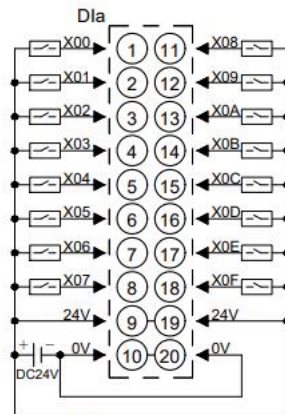 DIa
X00 1 11 X08
X01 2 12 X09
X02 3 13 X0A
X03 4 14 X0B
X04 5 15 X0C
X05 6 16 X0D
X06 7 17 X0E
X07 8 18 X0F
24V 9 19 24V
+ − 0V 10 20 0V
DC24V